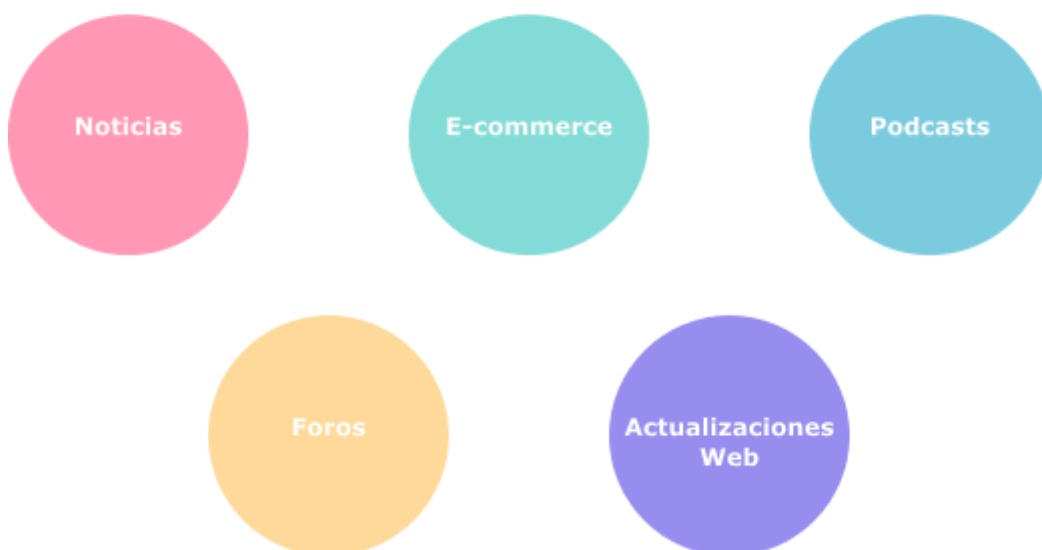 Noticias
E-commerce
Podcasts
Foros
Actualizaciones
Web